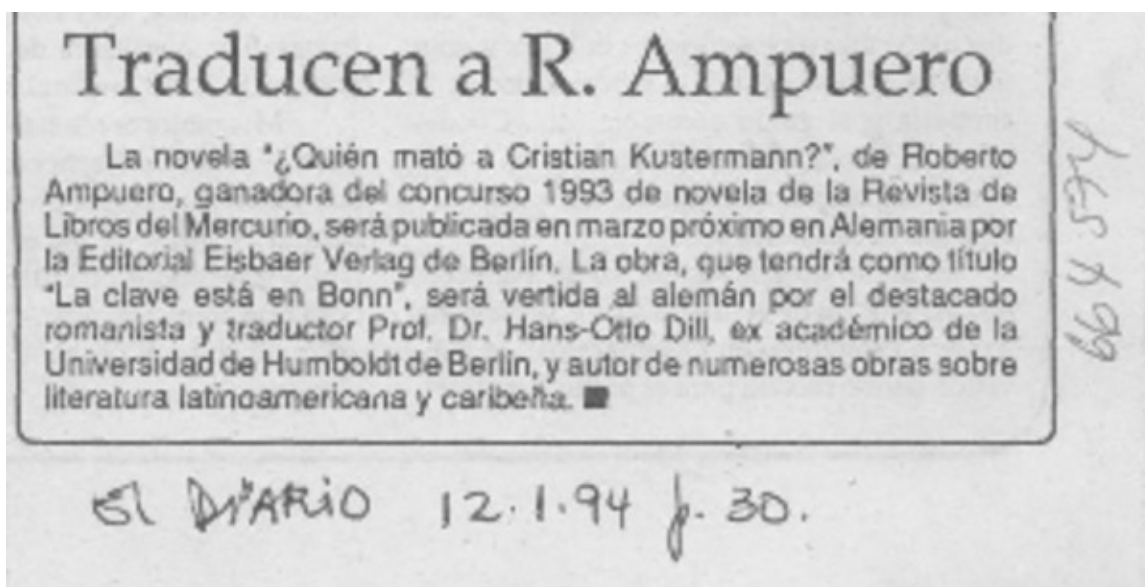 Traducen a R. Ampuero
La novela "¿Quién mató a Cristian Kustermann?", de Roberto
Ampuero, ganadora del concurso 1993 de novela de la Revista de
Libros del Mercurio, será publicada en marzo próximo en Alemania por
la Editorial Eisbaer Verlag de Berlín. La obra, que tendrá como título
"La clave está en Bonn", será vertida al alemán por el destacado
romanista y traductor Prof. Dr. Hans-Otto Dill, ex académico de la
Universidad de Humboldt de Berlín, y autor de numerosas obras sobre
literatura latinoamericana y caribeña.
El DiARiO 12.1.94 p. 30.